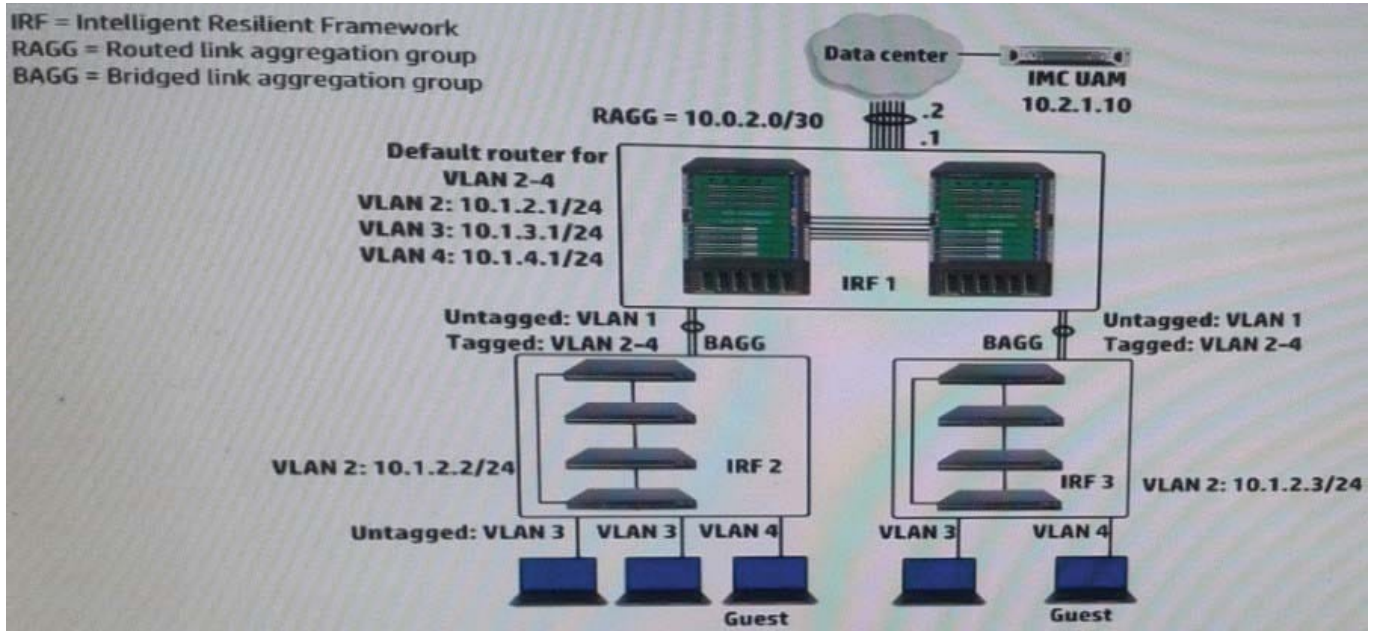 IRF = Intelligent Resilient Framework
RAGG = Routed link aggregation group
BAGG = Bridged link aggregation group
Data center
IMC UAM
10.2.1.10
RAGG = 10.0.2.0/30
.2
.1
Default router for
VLAN 2-4
VLAN 2: 10.1.2.1/24
VLAN 3: 10.1.3.1/24
VLAN 4: 10.1.4.1/24
IRF 1
Untagged: VLAN 1
Tagged: VLAN 2-4
BAGG
BAGG
Untagged: VLAN 1
Tagged: VLAN 2-4
VLAN 2: 10.1.2.2/24
IRF 2
IRF 3
VLAN 2: 10.1.2.3/24
Untagged: VLAN 3
VLAN 3
VLAN 4
VLAN 3
VLAN 4
Guest
Guest